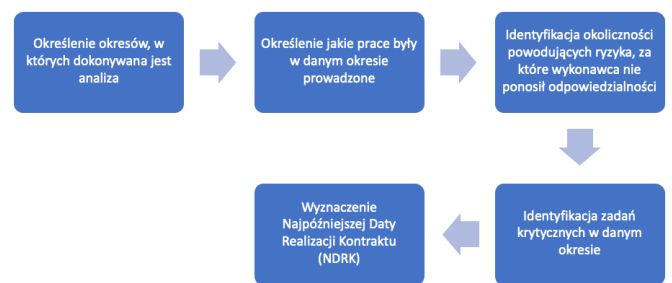 Określenie okresów, w
których dokonywana jest
analiza
Określenie jakie prace były
w danym okresie
prowadzone
Identyfikacja okoliczności
powodujących ryzyka, za
które wykonawca nie
ponosił odpowiedzialności
Identyfikacja zadań
krytycznych w danym
okresie
Wyznaczenie
Najpóźniejszej Daty
Realizacji Kontraktu
(NDRK)